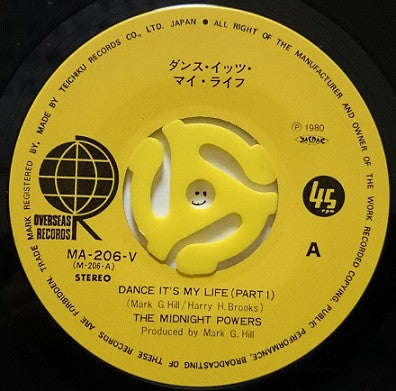 TRADE MARK REGISTERED BY, MADE BY TEICHIKU RECORDS CO., LTD. JAPAN. • ALL RIGHT OF THE MANUFACTURER AND OWNER OF THE WORK RECORDED COPYING, PUBLIC PERFORMANCE, BROADCASTING OF THESE RECORDS ARE FORBIDDEN.
ダンス・イッツ・
マイ・ライフ
Ⓟ 1980
R
OVERSEAS
RECORDS
45
rpm
MA-206-V
(M-206-A)
STEREO
A
DANCE IT'S MY LIFE (PART 1)
(Mark G. Hill/Harry H. Brooks)
THE MIDNIGHT POWERS
Produced by Mark G. Hill